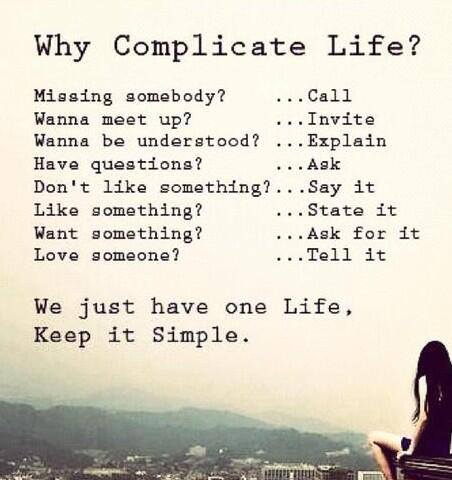 Why Complicate Life?
Missing somebody? ...Call
Wanna meet up? ...Invite
Wanna be understood? ...Explain
Have questions? ...Ask
Don't like something? ...Say it
Like something? ...State it
Want something? ...Ask for it
Love someone? ...Tell it
We just have one Life,
Keep it Simple.